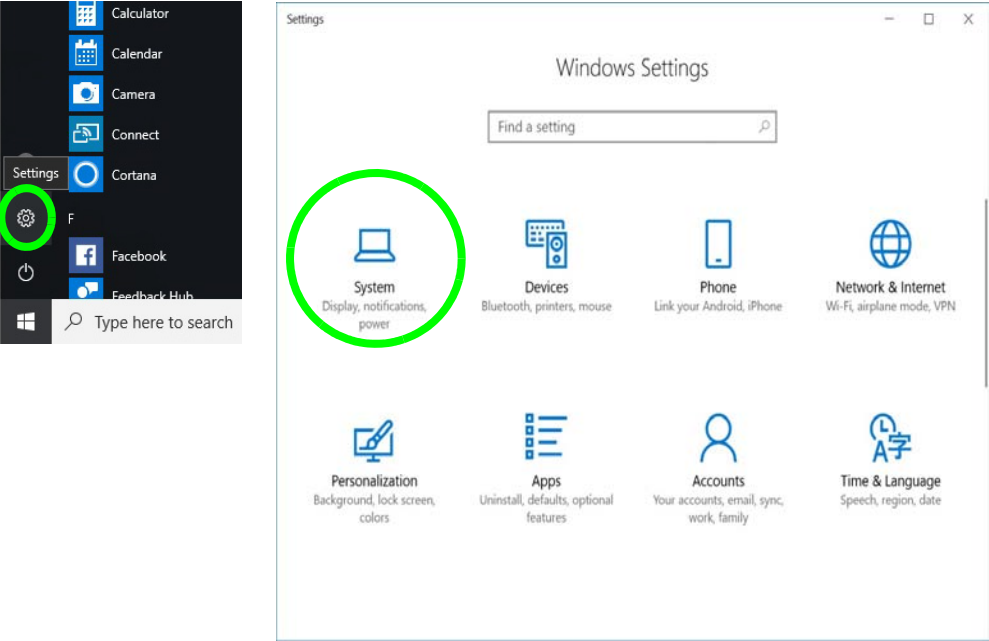 Calculator
Calendar
Camera
Connect
Settings
Cortana
F
Facebook
Feedback Hub
Type here to search
Settings
Windows Settings
Find a setting
System
Display, notifications,
power
Devices
Bluetooth, printers, mouse
Phone
Link your Android, iPhone
Network & Internet
Wi-Fi, airplane mode, VPN
Personalization
Background, lock screen,
colors
Apps
Uninstall, defaults, optional
features
Accounts
Your accounts, email, sync,
work, family
Time & Language
Speech, region, date